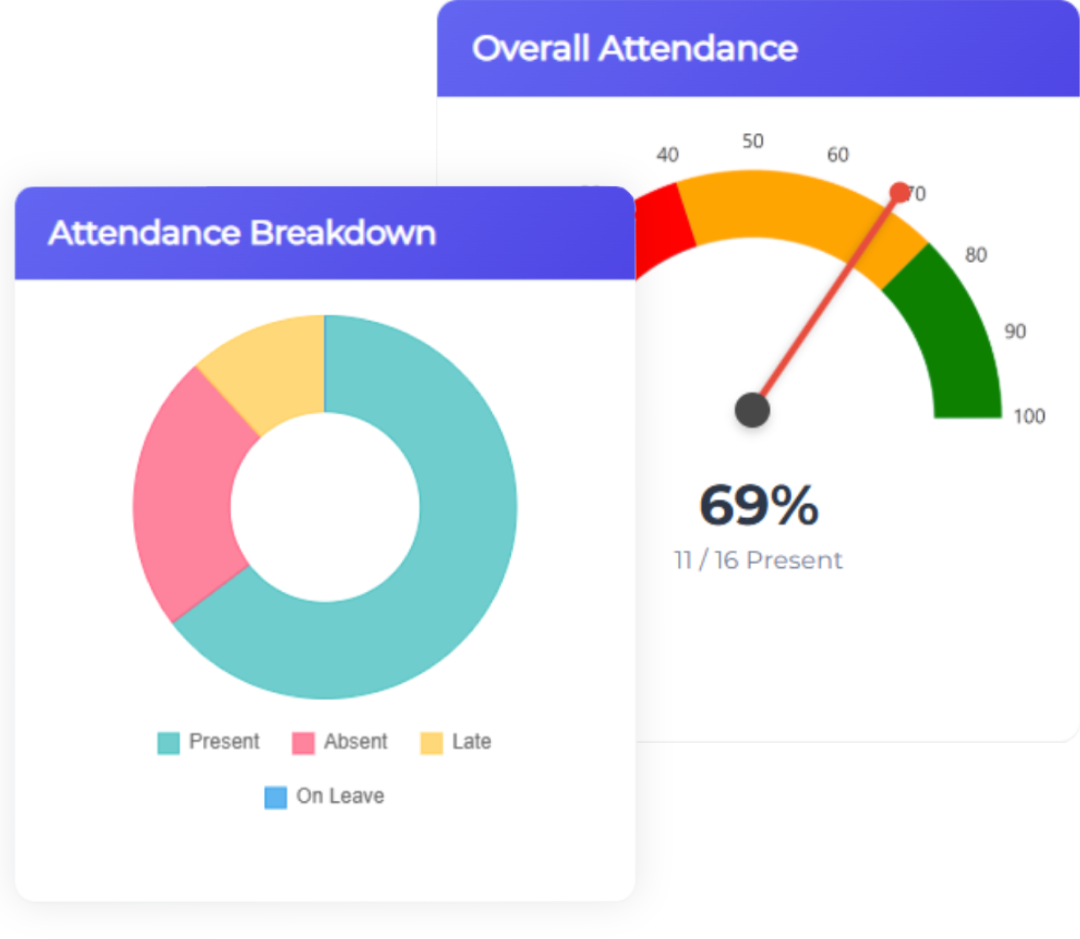 Overall Attendance
50
40
60
70
80
90
100
69%
11 / 16 Present
Attendance Breakdown
Present
Absent
Late
On Leave